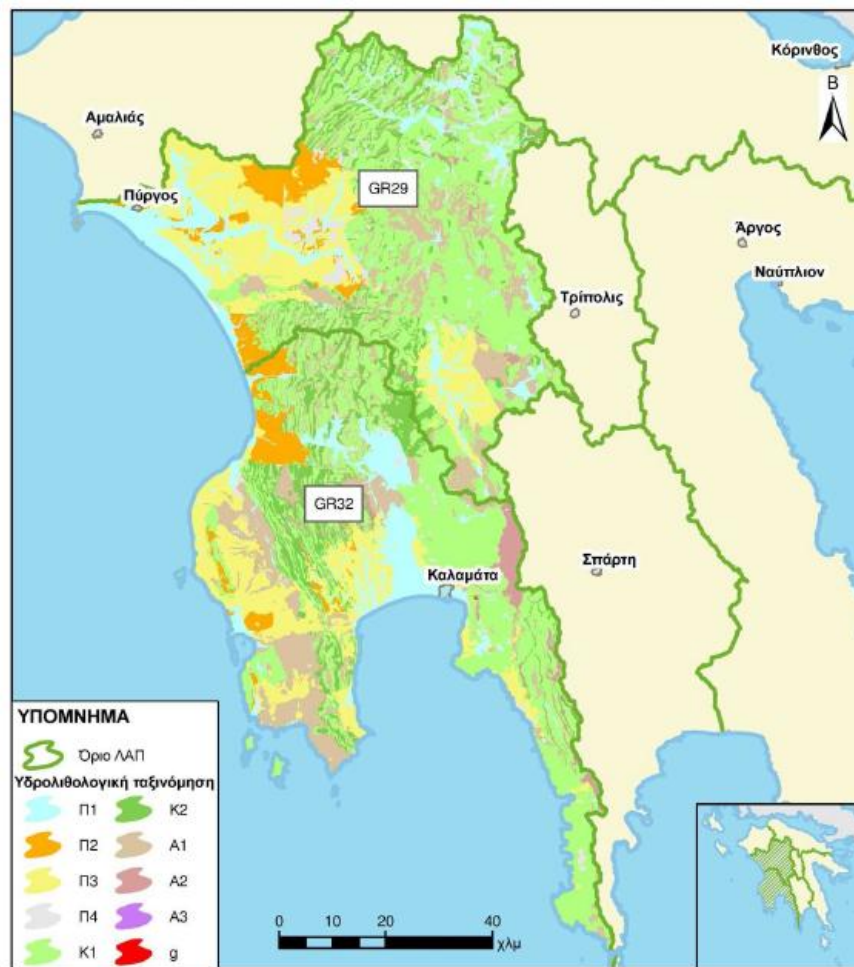 Κόρινθος
Β
Αμαλιάς
Πύργος
GR29
Άργος
Ναύπλιον
Τρίπολις
GR32
Σπάρτη
Καλαμάτα
ΥΠΟΜΝΗΜΑ
Όριο ΛΑΠ
Υδρολιθολογική ταξινόμηση
Π1 Κ2
Π2 Α1
Π3 Α2
Π4 Α3
Κ1 g
0 10 20 40
χλμ